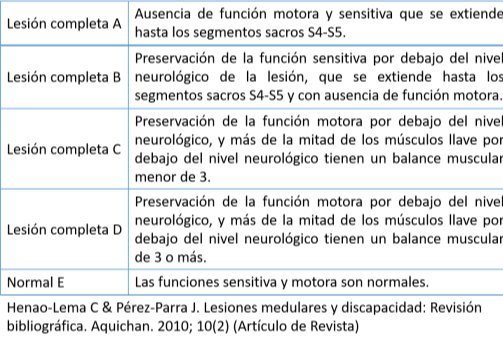 Lesión completa A
Ausencia de función motora y sensitiva que se extiende
hasta los segmentos sacros S4-S5.
Lesión completa B
Preservación de la función sensitiva por debajo del nivel
neurológico de la lesión, que se extiende hasta los
segmentos sacros S4-S5 y con ausencia de función motora.
Lesión completa C
Preservación de la función motora por debajo del nivel
neurológico, y más de la mitad de los músculos llave por
debajo del nivel neurológico tienen un balance muscular
menor de 3.
Lesión completa D
Preservación de la función motora por debajo del nivel
neurológico, y más de la mitad de los músculos llave por
debajo del nivel neurológico tienen un balance muscular
de 3 o más.
Normal E
Las funciones sensitiva y motora son normales.
Henao-Lema C & Pérez-Parra J. Lesiones medulares y discapacidad: Revisión
bibliográfica. Aquichan. 2010; 10(2) (Artículo de Revista)